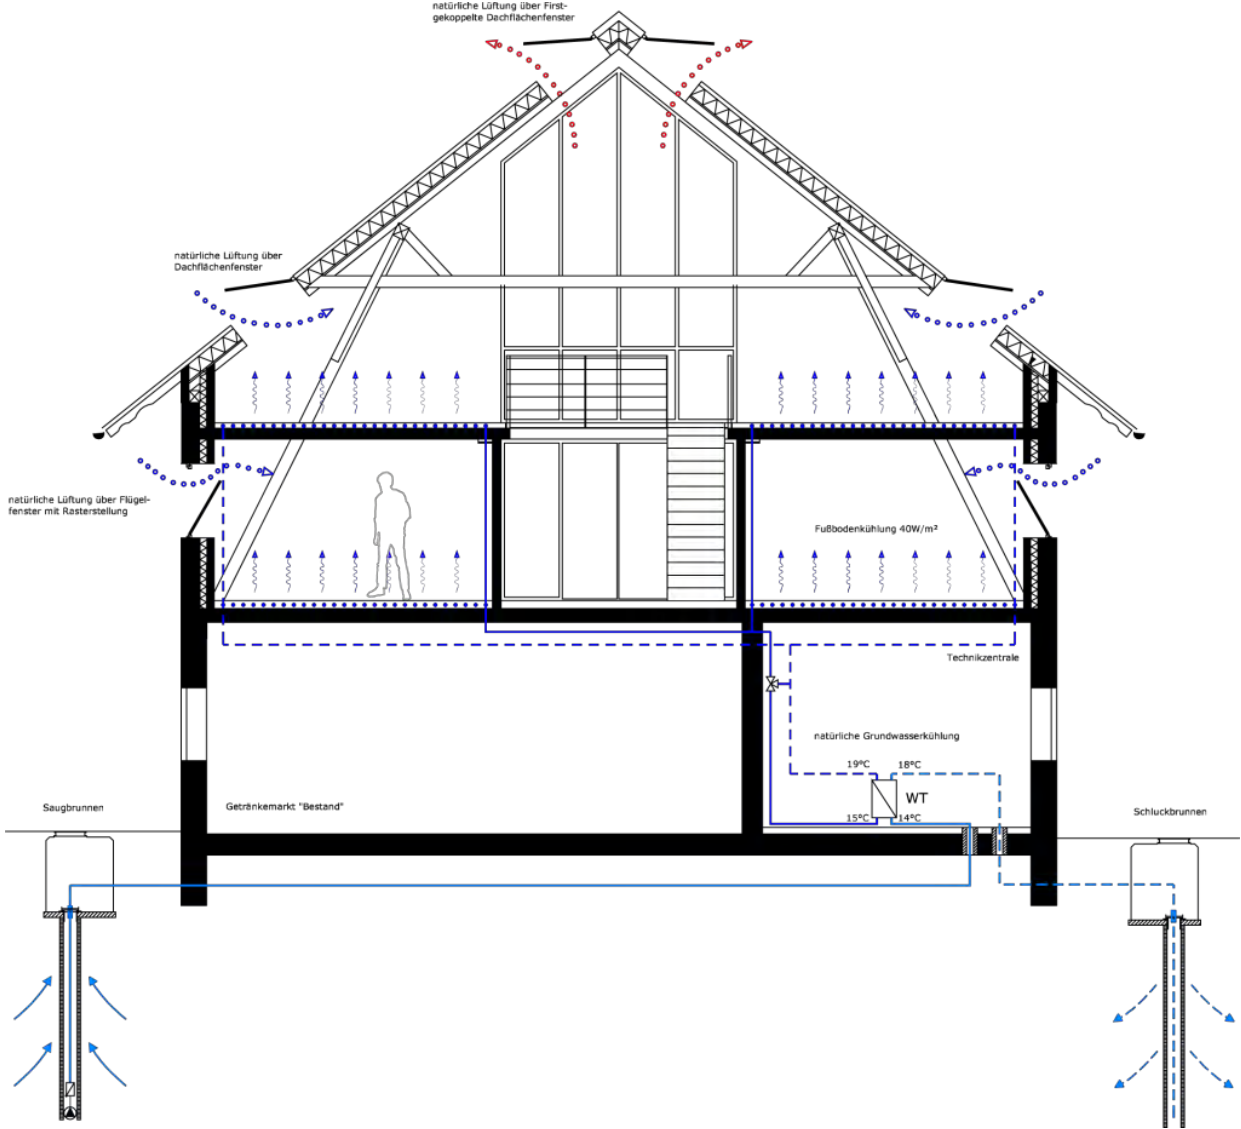 natürliche Lüftung über First-
gekoppelte Dachflächenfenster
natürliche Lüftung über
Dachflächenfenster
natürliche Lüftung über Flügel-
fenster mit Rasterstellung
Fußbodenkühlung 40W/m²
Technikzentrale
natürliche Grundwasserkühlung
19°C
18°C
WT
15°C
14°C
Getränkemarkt "Bestand"
Saugbrunnen
Schluckbrunnen